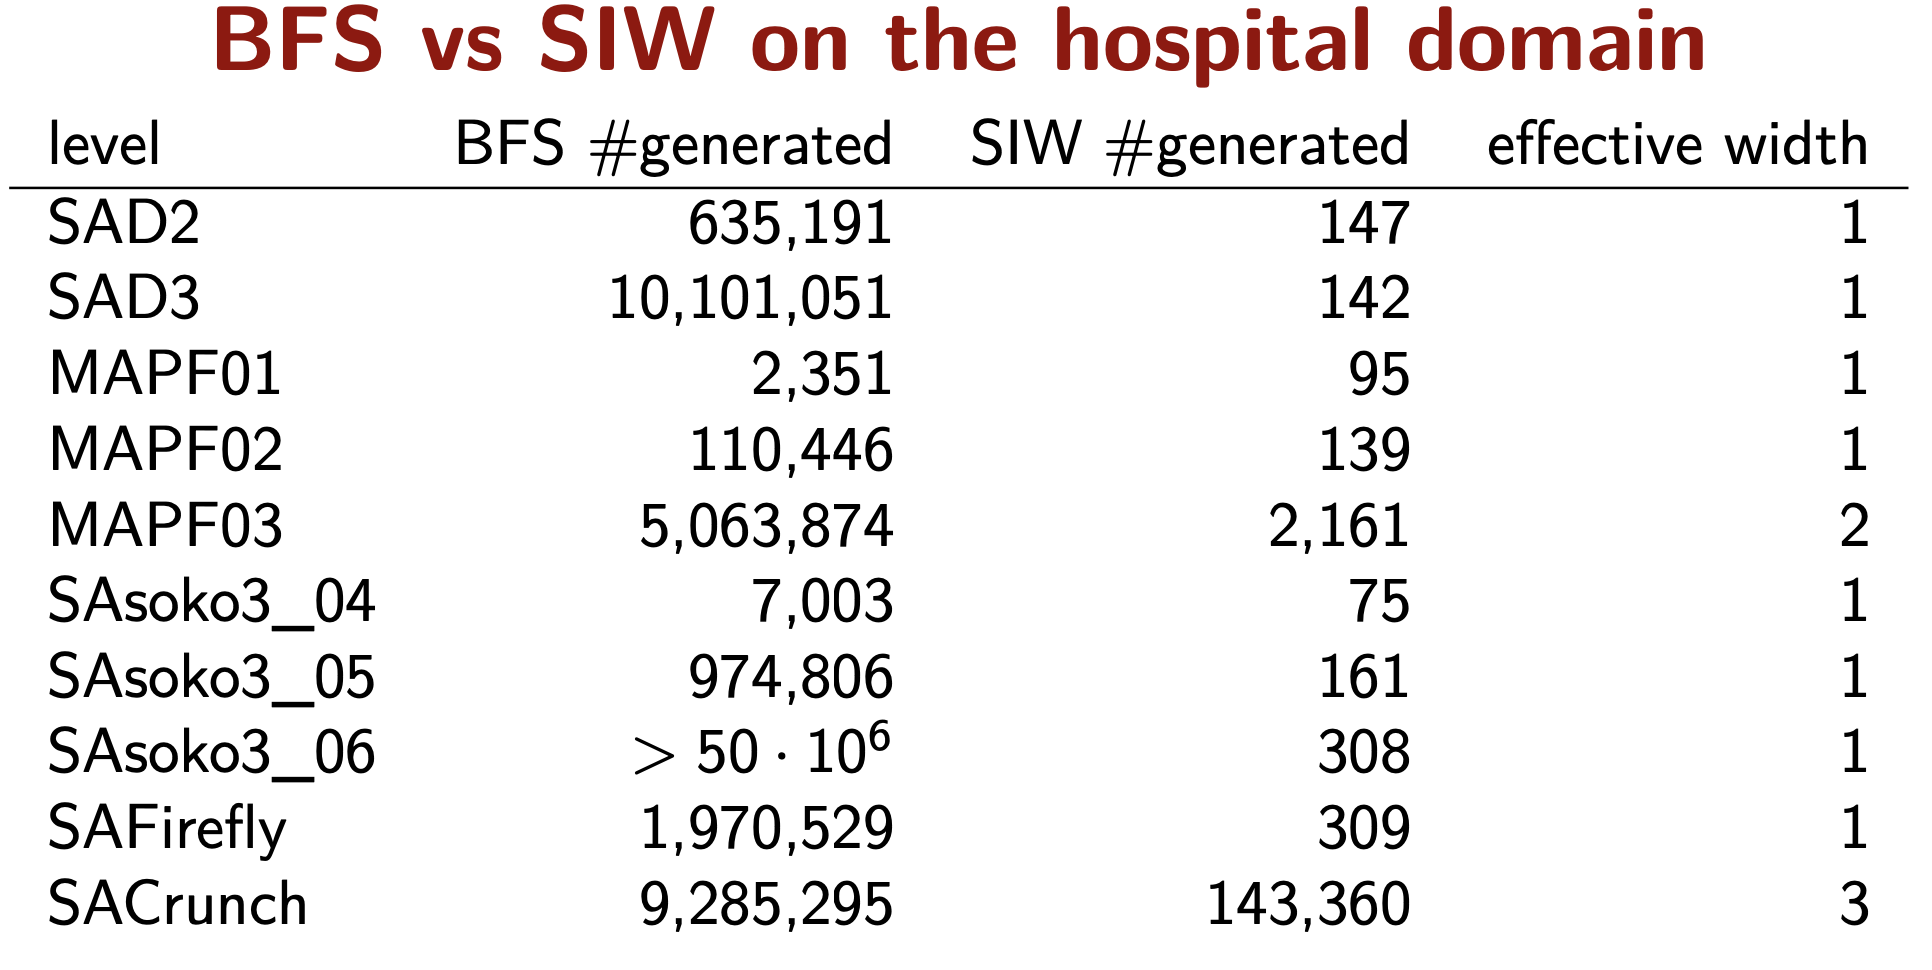 BFS vs SIW on the hospital domain
level BFS #generated SIW #generated effective width
SAD2 635,191 147 1
SAD3 10,101,051 142 1
MAPF01 2,351 95 1
MAPF02 110,446 139 1
MAPF03 5,063,874 2,161 2
SAsoko3_04 7,003 75 1
SAsoko3_05 974,806 161 1
SAsoko3_06 > 50 · 10⁶ 308 1
SAFirefly 1,970,529 309 1
SACrunch 9,285,295 143,360 3